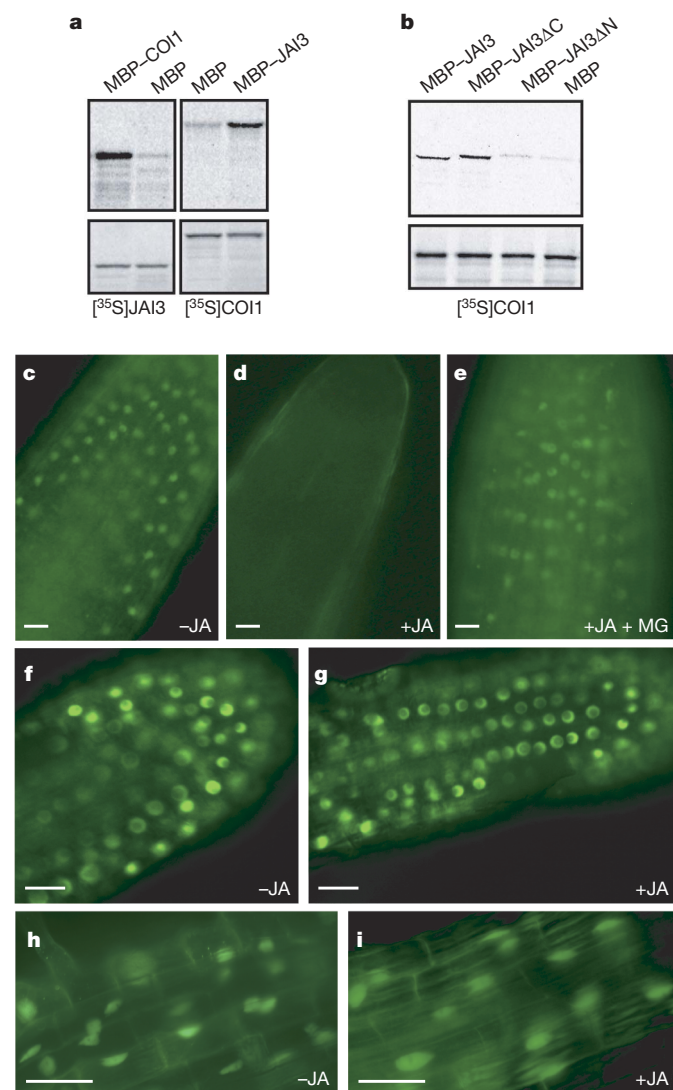 a
MBP–COI1
MBP
MBP
MBP–JAI3
[³⁵S]JAI3
[³⁵S]COI1
b
MBP–JAI3
MBP–JAI3ΔC
MBP–JAI3ΔN
MBP
[³⁵S]COI1
c
–JA
d
+JA
e
+JA + MG
f
–JA
g
+JA
h
–JA
i
+JA